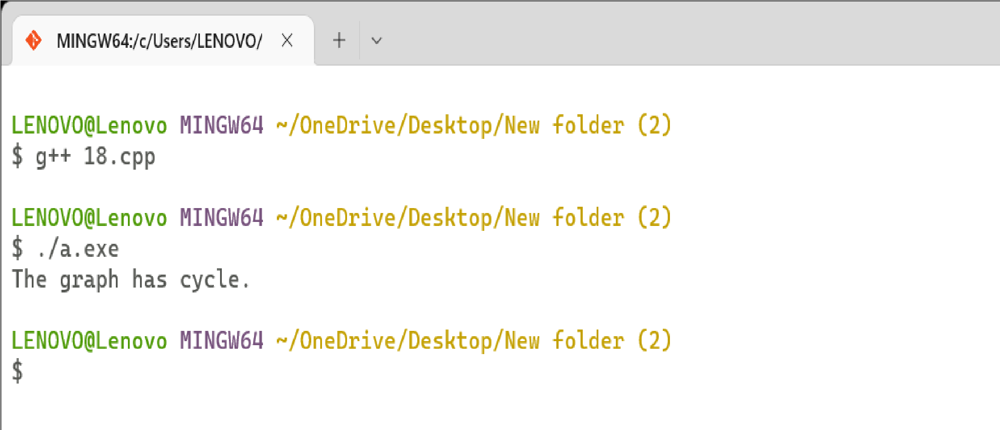 MINGW64:/c/Users/LENOVO/
LENOVO@Lenovo MINGW64 ~/OneDrive/Desktop/New folder (2)
$ g++ 18.cpp
LENOVO@Lenovo MINGW64 ~/OneDrive/Desktop/New folder (2)
$ ./a.exe
The graph has cycle.
LENOVO@Lenovo MINGW64 ~/OneDrive/Desktop/New folder (2)
$